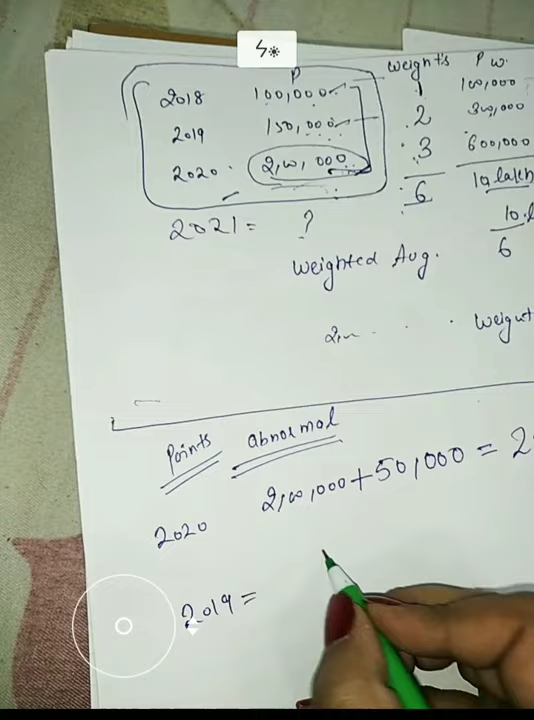 P weights P w.
2018 100,000 1 100,000
2019 150,000 2 300,000
2020 2,00,000 3 600,000
6 10 lakh
2021 = ? 10.l
Weighted Aug. 6
weight
Points abnormal
2020 2,00,000+50,000 = 2
2019 =